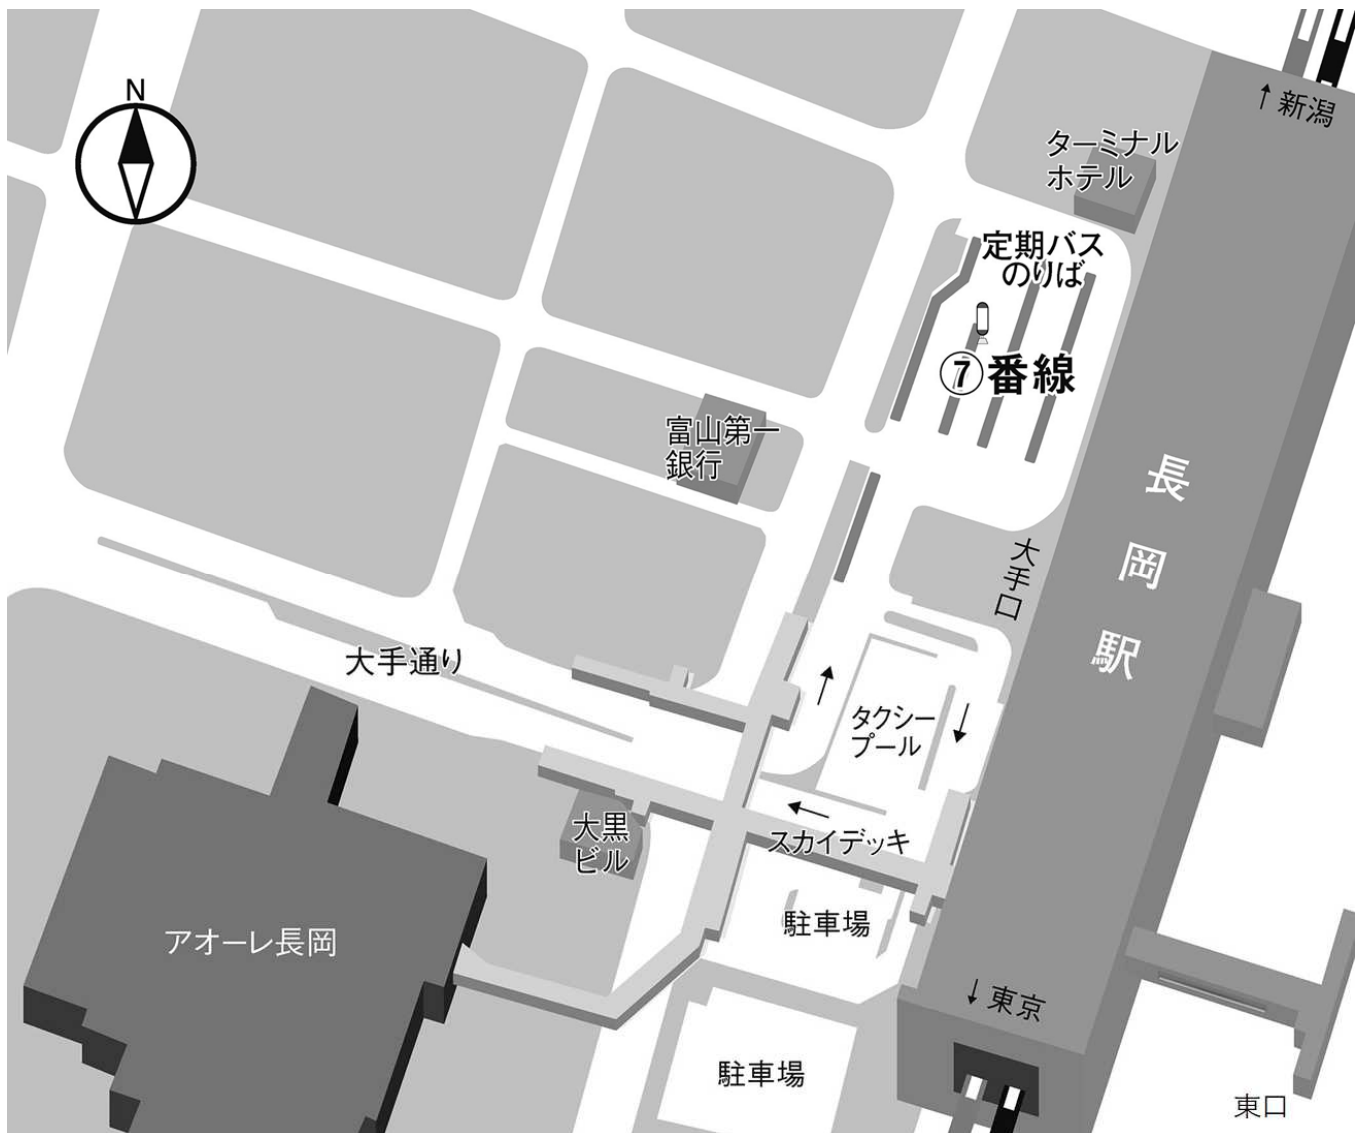 N
↑新潟
ターミナル
ホテル
定期バス
のりば
⑦番線
富山第一
銀行
長岡駅
大手口
大手通り
タクシー
プール
大黒
ビル
スカイデッキ
駐車場
アオーレ長岡
↓東京
駐車場
東口